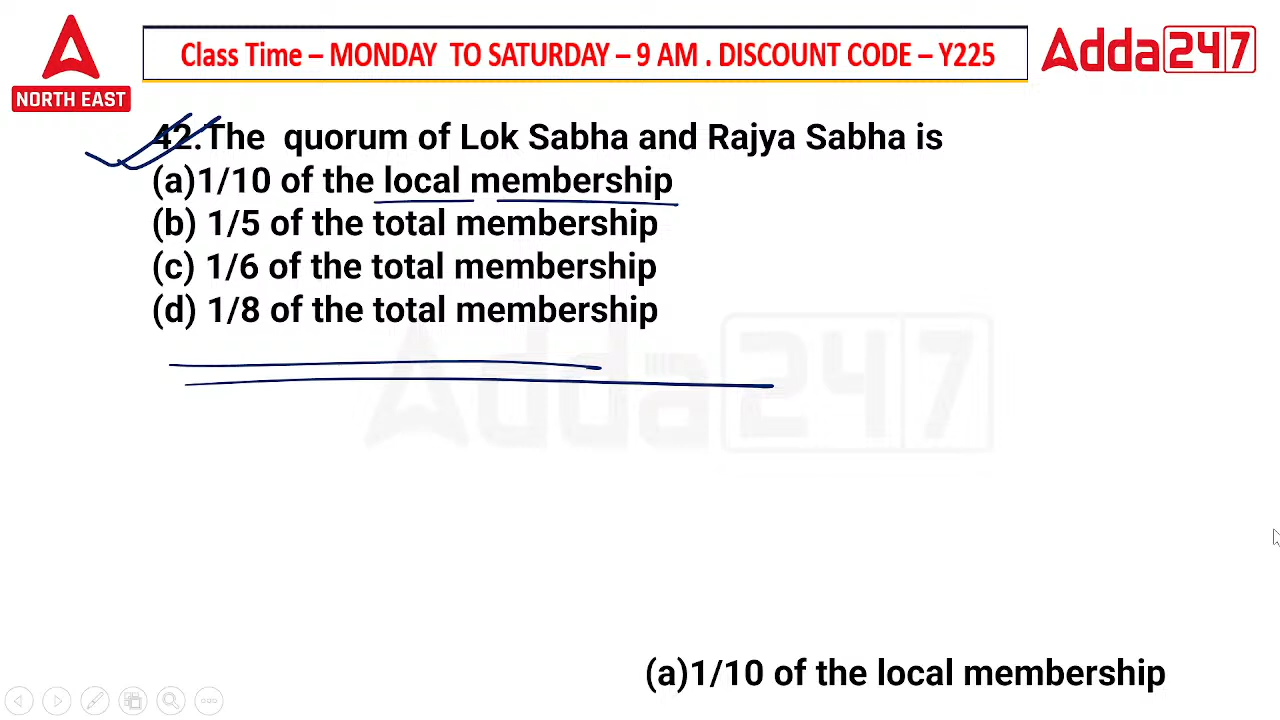 Class Time – MONDAY TO SATURDAY – 9 AM . DISCOUNT CODE – Y225
Adda247
NORTH EAST
42.The quorum of Lok Sabha and Rajya Sabha is
(a)1/10 of the local membership
(b) 1/5 of the total membership
(c) 1/6 of the total membership
(d) 1/8 of the total membership
Adda247
(a)1/10 of the local membership